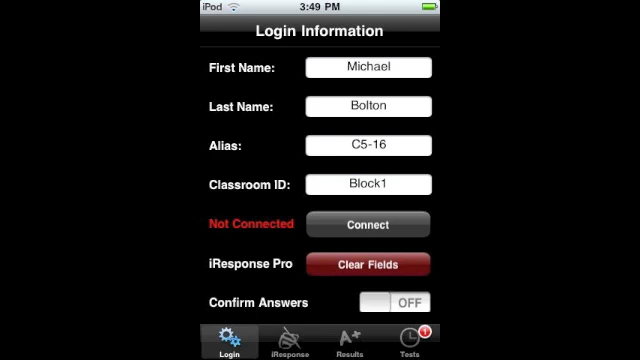 iPod 3:49 PM
Login Information
First Name: Michael
Last Name: Bolton
Alias: C5-16
Classroom ID: Block1
Not Connected Connect
iResponse Pro Clear Fields
Confirm Answers OFF
A+ 1
Login iResponse Results Tests